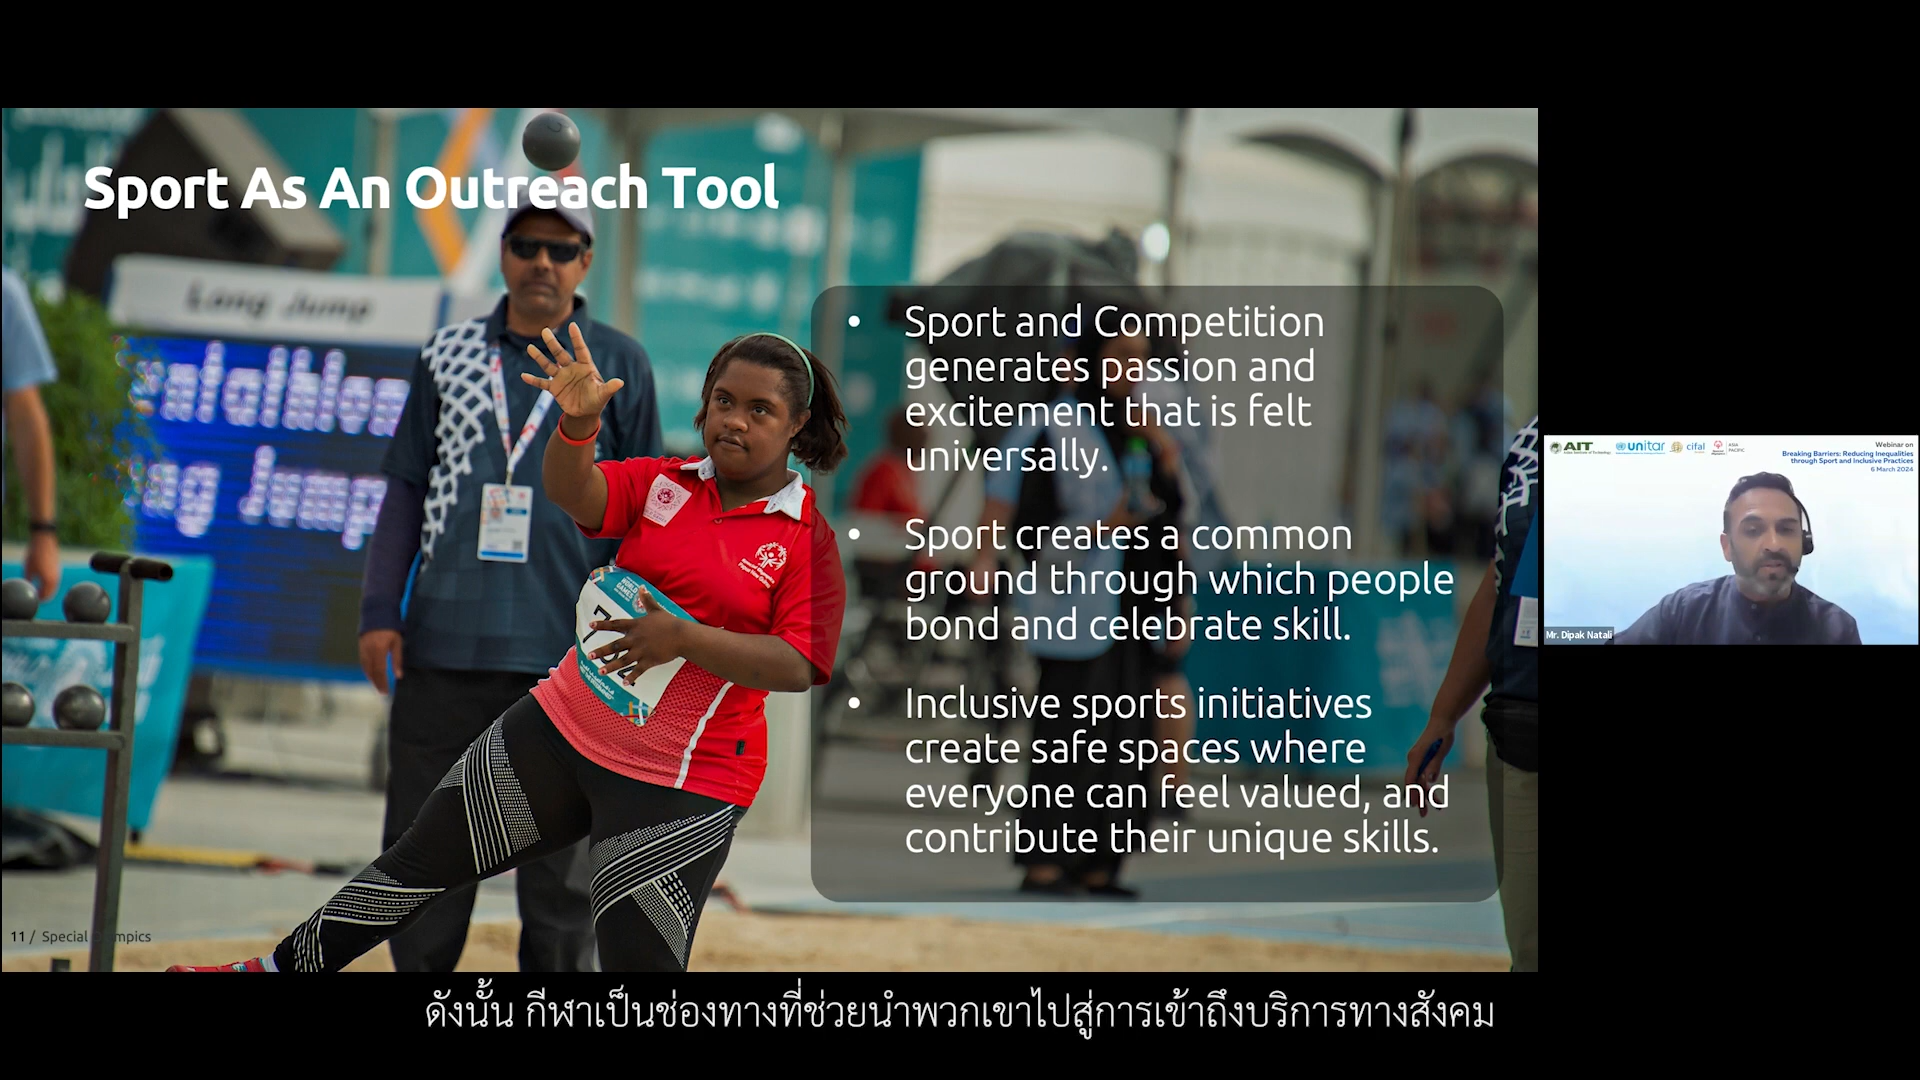 Sport As An Outreach Tool
Long Jump
• Sport and Competition
generates passion and
excitement that is felt
universally.
• Sport creates a common
ground through which people
bond and celebrate skill.
• Inclusive sports initiatives
create safe spaces where
everyone can feel valued, and
contribute their unique skills.
11 / Special
AIT
unitar
cifal
ASIA
PACIFIC
Webinar on
Breaking Barriers: Reducing Inequalities
through Sport and Inclusive Practices
6 March 2024
Mr. Dipak Natali
ดังนั้น กีฬาเป็นช่องทางที่ช่วยนำพวกเขาไปสู่การเข้าถึงบริการทางสังคม